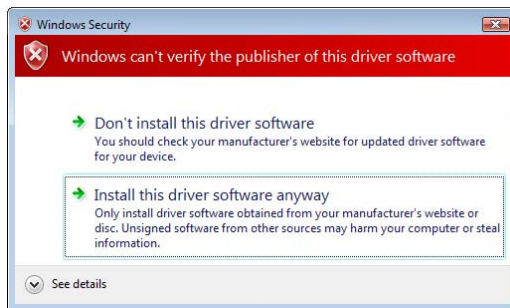 Windows Security
Windows can't verify the publisher of this driver software
Don't install this driver software
You should check your manufacturer's website for updated driver software
for your device.
Install this driver software anyway
Only install driver software obtained from your manufacturer's website or
disc. Unsigned software from other sources may harm your computer or steal
information.
See details